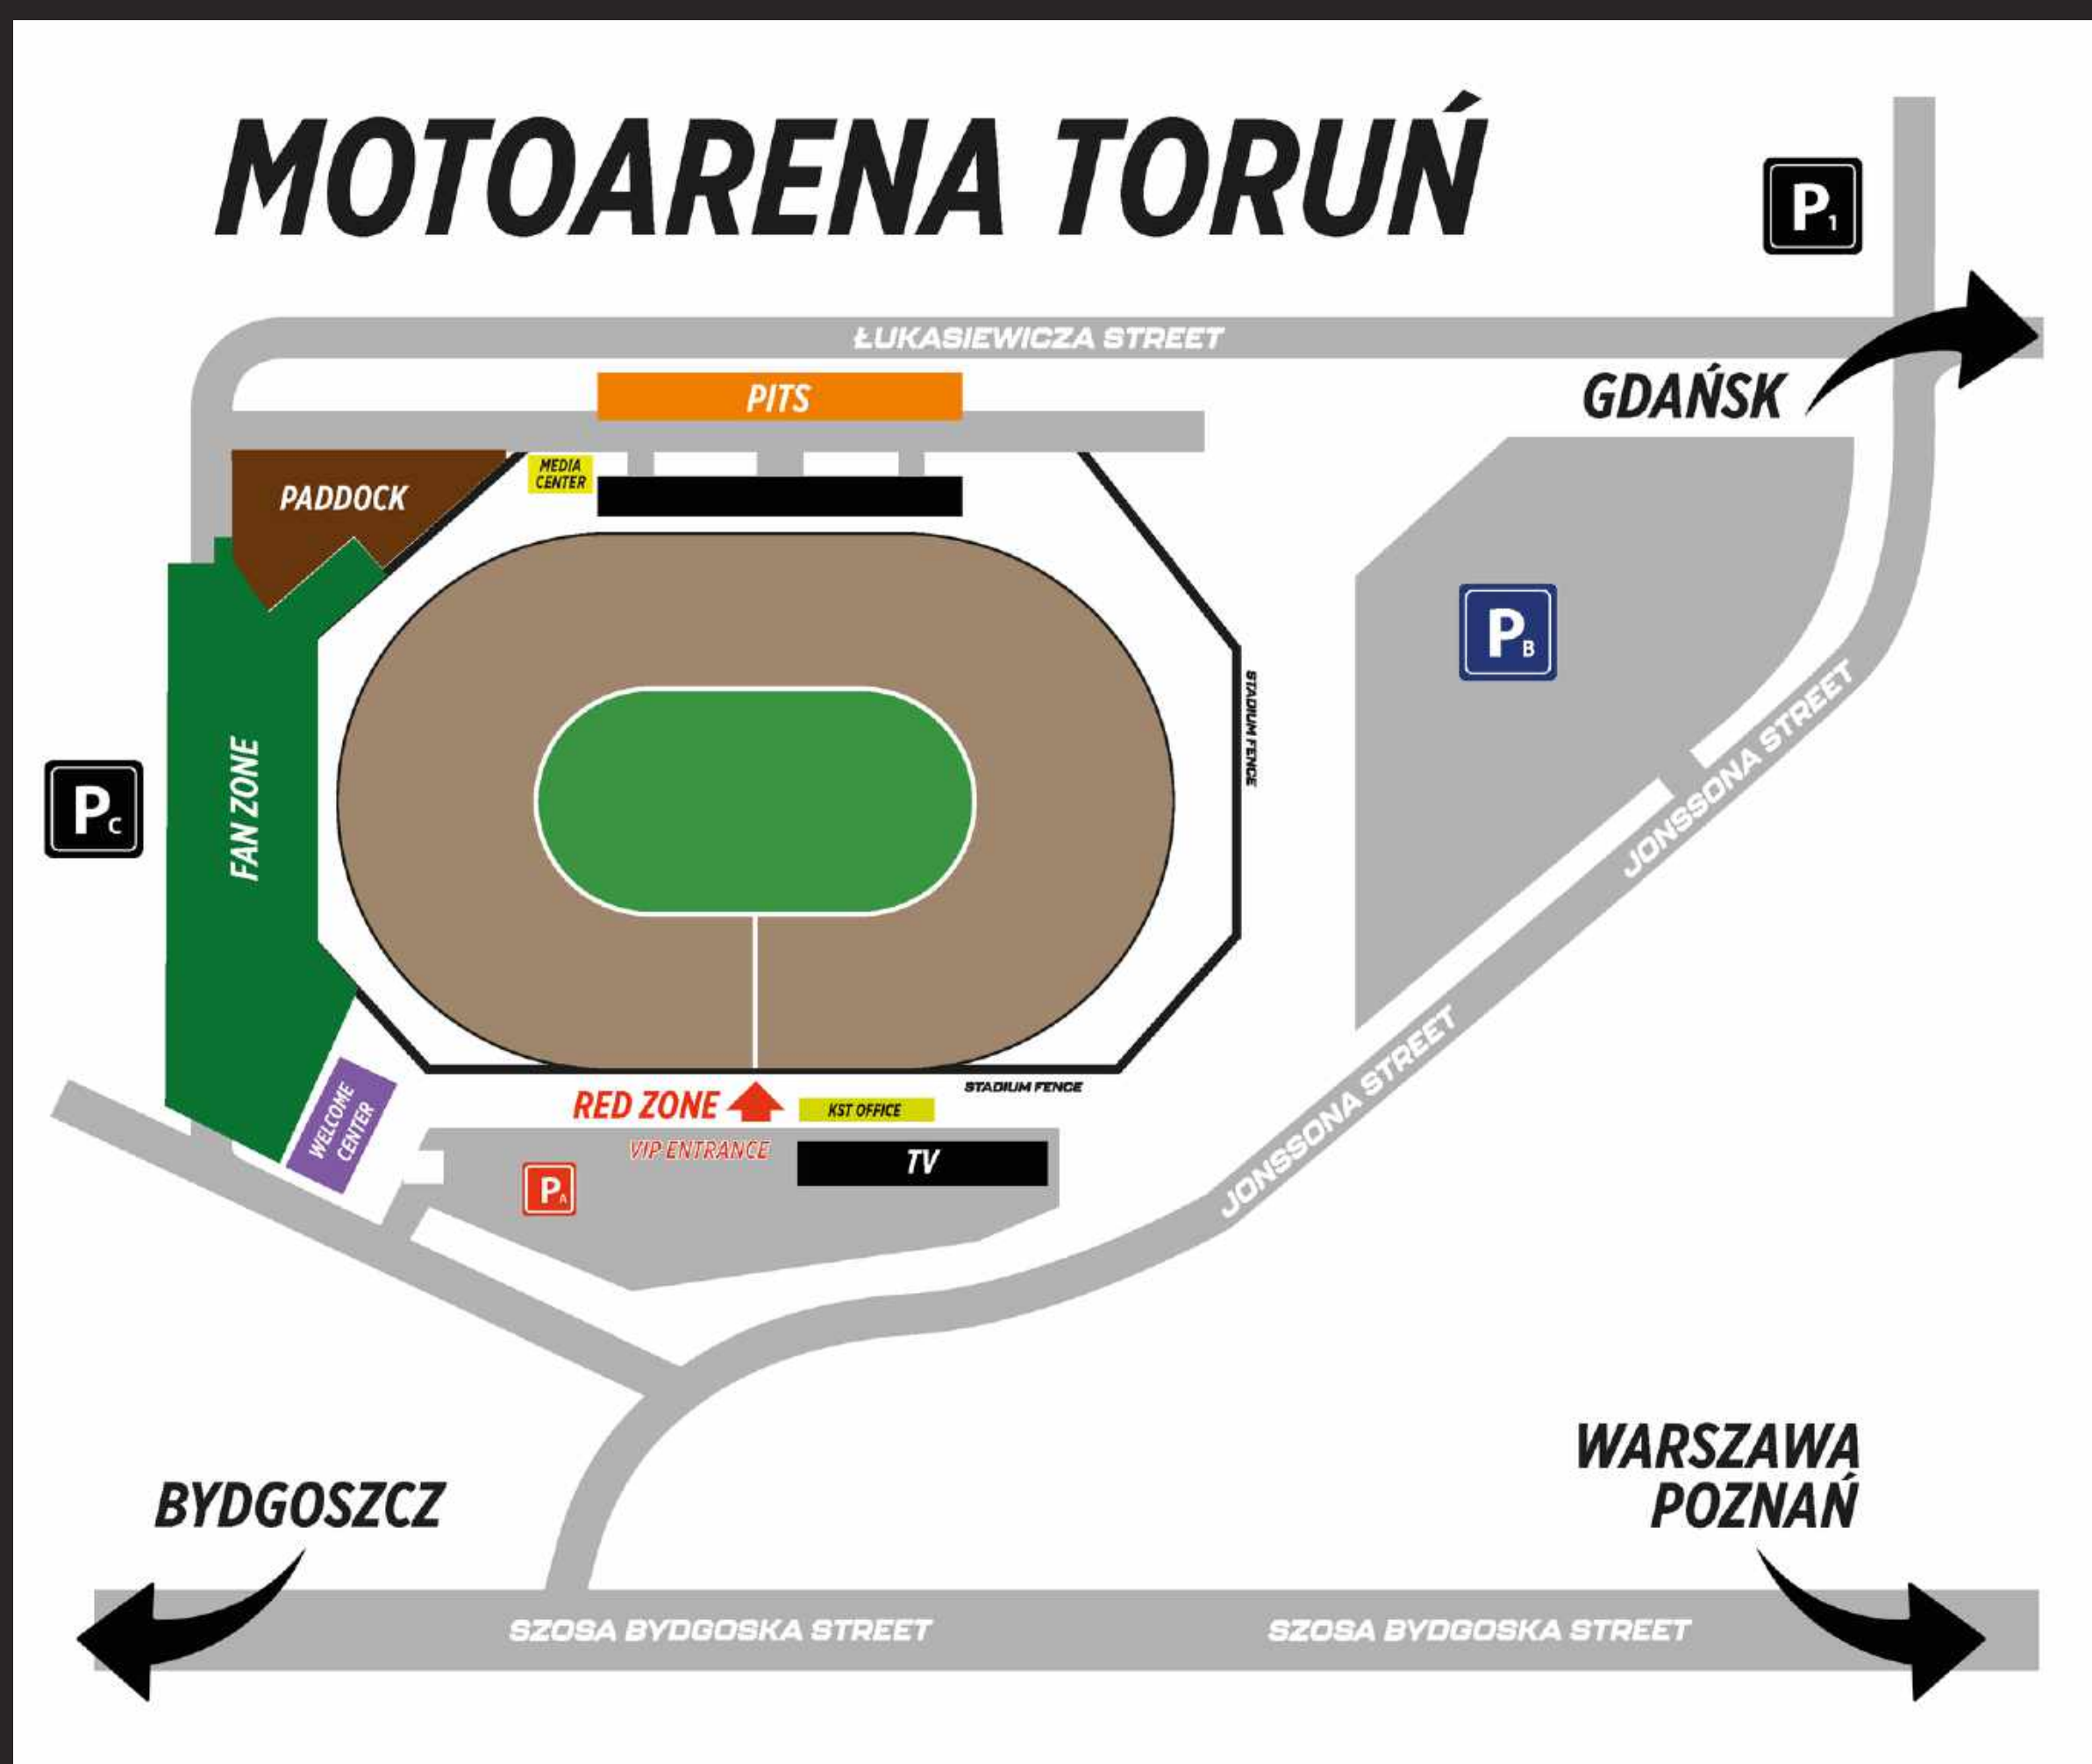 MOTOARENA TORUŃ
P1
ŁUKASIEWICZA STREET
GDAŃSK
PITS
MEDIA
CENTER
PADDOCK
PB
STADIUM FENCE
JONSSONA STREET
FAN ZONE
PC
JONSSONA STREET
WELCOME
CENTER
RED ZONE
KST OFFICE
STADIUM FENCE
VIP ENTRANCE
TV
PA
BYDGOSZCZ
WARSZAWA
POZNAŃ
SZOSA BYDGOSKA STREET
SZOSA BYDGOSKA STREET